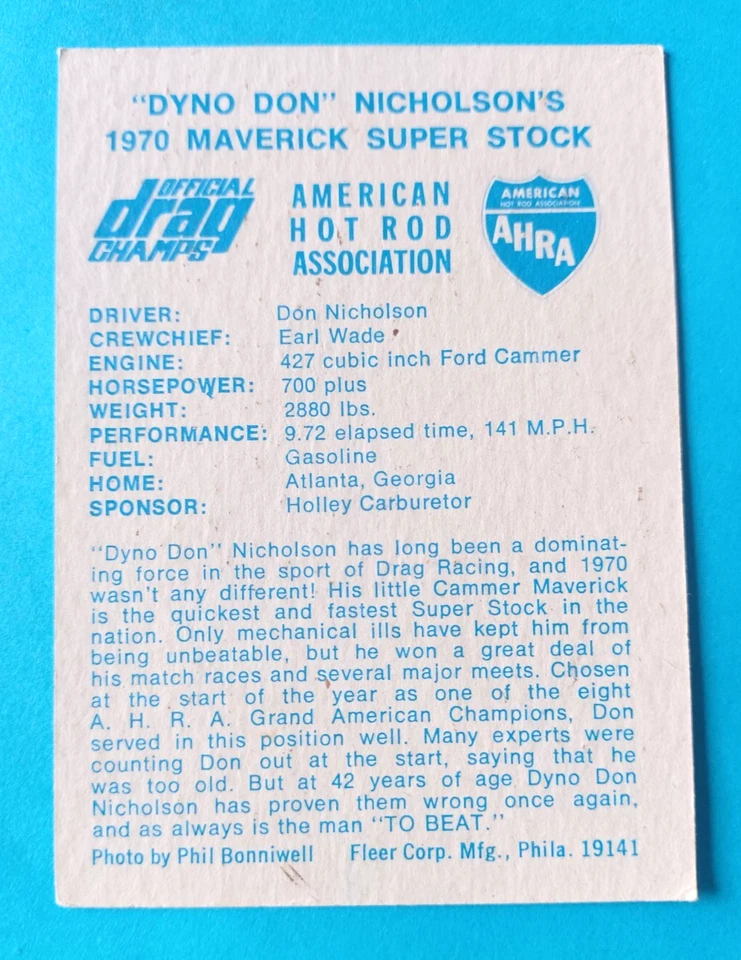 "DYNO DON" NICHOLSON'S
1970 MAVERICK SUPER STOCK
OFFICIAL
drag
CHAMPS
AMERICAN
HOT ROD
ASSOCIATION
AMERICAN
HOT ROD ASSOCIATION
AHRA
DRIVER: Don Nicholson
CREWCHIEF: Earl Wade
ENGINE: 427 cubic inch Ford Cammer
HORSEPOWER: 700 plus
WEIGHT: 2880 lbs.
PERFORMANCE: 9.72 elapsed time, 141 M.P.H.
FUEL: Gasoline
HOME: Atlanta, Georgia
SPONSOR: Holley Carburetor
"Dyno Don" Nicholson has long been a dominat-
ing force in the sport of Drag Racing, and 1970
wasn't any different! His little Cammer Maverick
is the quickest and fastest Super Stock in the
nation. Only mechanical ills have kept him from
being unbeatable, but he won a great deal of
his match races and several major meets. Chosen
at the start of the year as one of the eight
A. H. R. A. Grand American Champions, Don
served in this position well. Many experts were
counting Don out at the start, saying that he
was too old. But at 42 years of age Dyno Don
Nicholson has proven them wrong once again,
and as always is the man "TO BEAT."
Photo by Phil Bonniwell Fleer Corp. Mfg., Phila. 19141